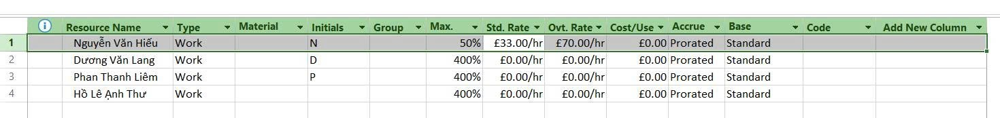 Resource Name Type Material Initials Group Max. Std. Rate Ovt. Rate Cost/Use Accrue Base Code Add New Column
1 Nguyễn Văn Hiếu Work N 50% £33.00/hr £70.00/hr £0.00 Prorated Standard
2 Dương Văn Lang Work D 400% £0.00/hr £0.00/hr £0.00 Prorated Standard
3 Phan Thanh Liêm Work P 400% £0.00/hr £0.00/hr £0.00 Prorated Standard
4 Hồ Lê Ạnh Thư Work 400% £0.00/hr £0.00/hr £0.00 Prorated Standard